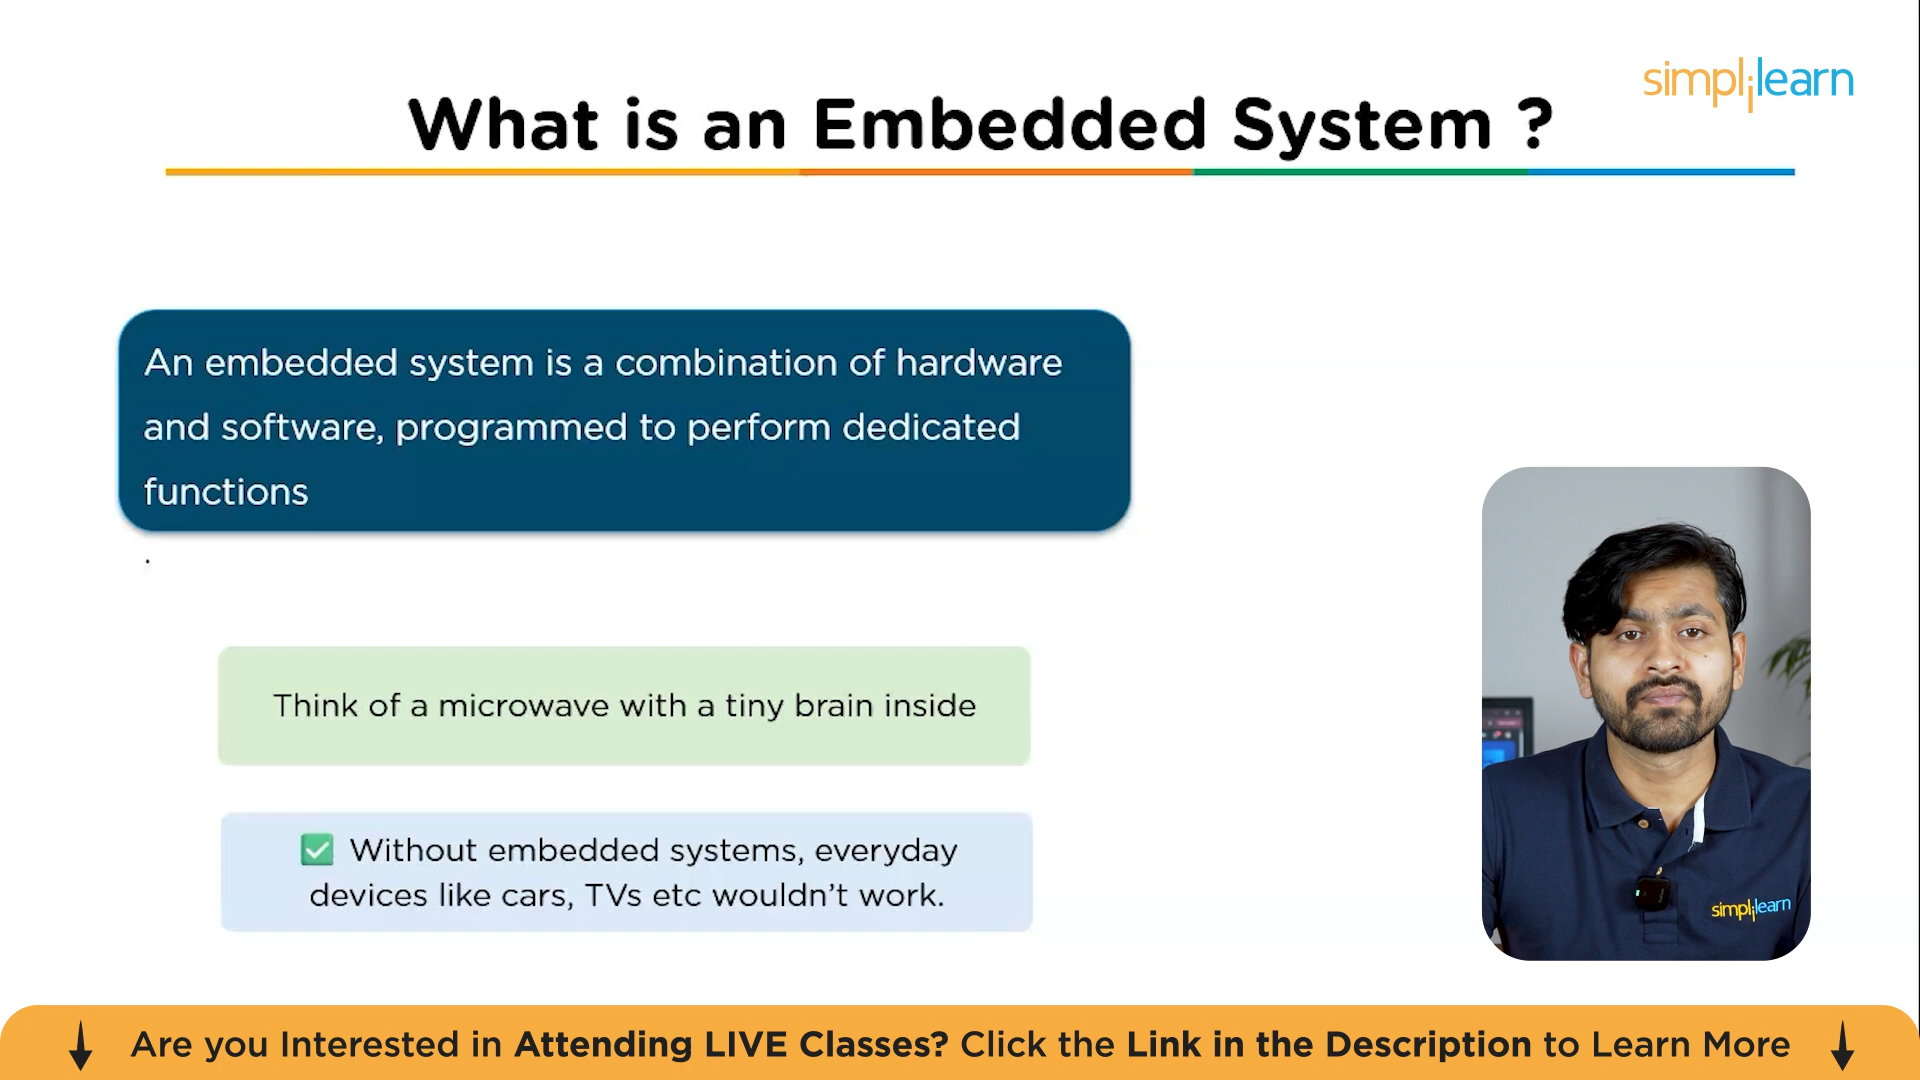 simplilearn
What is an Embedded System ?
An embedded system is a combination of hardware
and software, programmed to perform dedicated
functions
.
Think of a microwave with a tiny brain inside
✅ Without embedded systems, everyday
devices like cars, TVs etc wouldn’t work.
simplilearn
Are you Interested in Attending LIVE Classes? Click the Link in the Description to Learn More